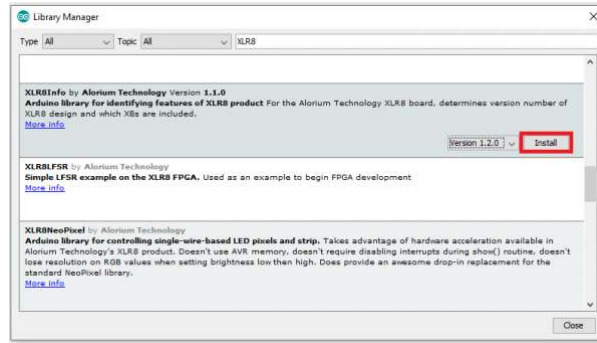 Library Manager
Type All Topic All XLR8
XLR8Info by Alorium Technology Version 1.1.0
Arduino library for identifying features of XLR8 product For the Alorium Technology XLR8 board, determines version number of
XLR8 design and which XBs are included.
More info
Version 1.2.0 Install
XLR8LFSR by Alorium Technology
Simple LFSR example on the XLR8 FPGA. Used as an example to begin FPGA development
More info
XLR8NeoPixel by Alorium Technology
Arduino library for controlling single-wire-based LED pixels and strip. Takes advantage of hardware acceleration available in
Alorium Technology's XLR8 product. Doesn't use AVR memory, doesn't require disabling interrupts during show() routine, doesn't
lose resolution on RGB values when setting brightness low then high. Does provide an awesome drop-in replacement for the
standard NeoPixel library.
More info
Close